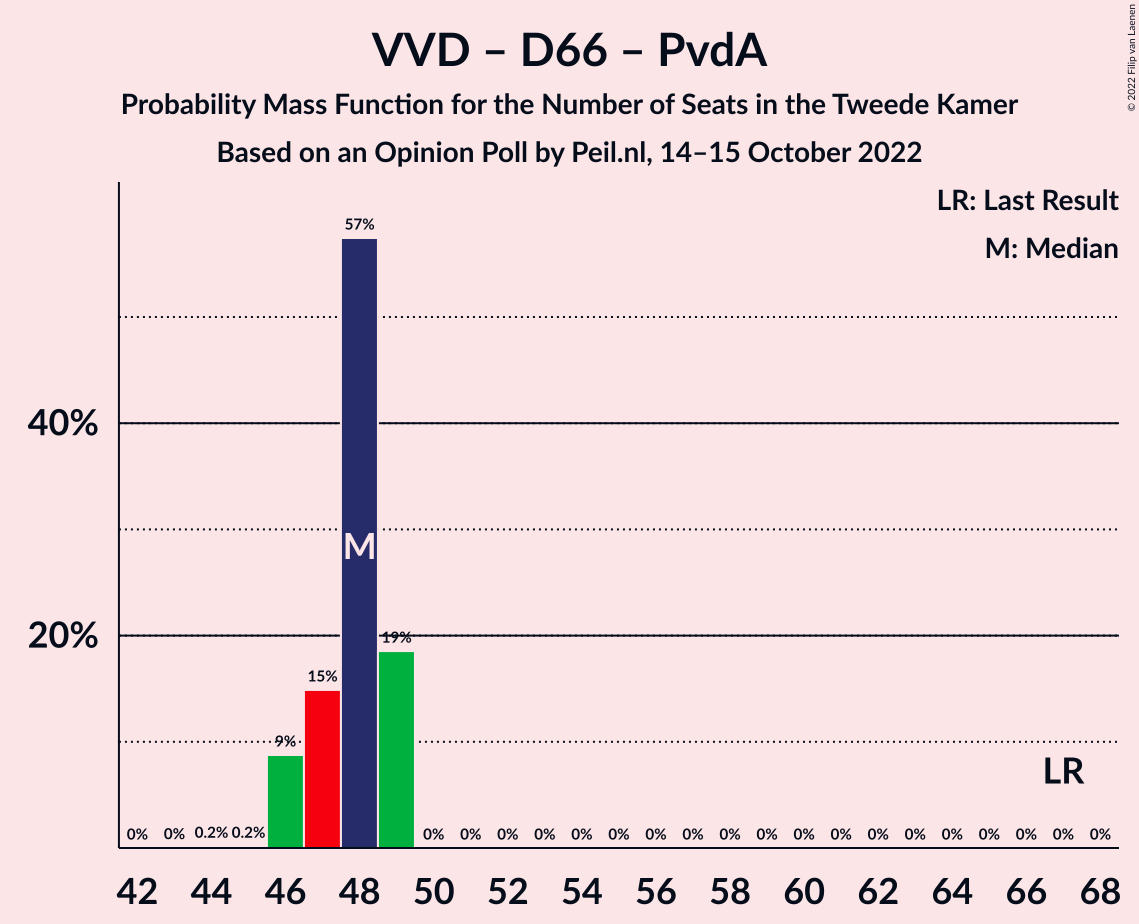 VVD – D66 – PvdA
Probability Mass Function for the Number of Seats in the Tweede Kamer
Based on an Opinion Poll by Peil.nl, 14–15 October 2022
© 2022 Filip van Laenen
LR: Last Result
M: Median
57%
40%
M
20%
19%
15%
9%
LR
0% 0% 0.2% 0.2% 0% 0% 0% 0% 0% 0% 0% 0% 0% 0% 0% 0% 0% 0% 0% 0% 0% 0% 0%
42 44 46 48 50 52 54 56 58 60 62 64 66 68